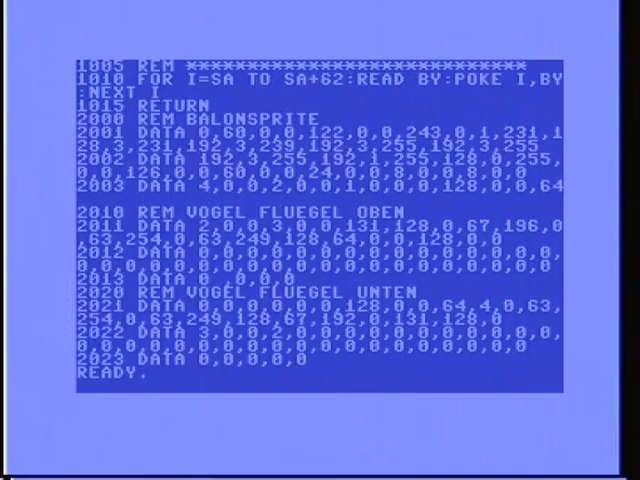 1005 REM **************************
1010 FOR I=SA TO SA+62:READ BY:POKE I,BY
:NEXT I
1015 RETURN
2000 REM BALONSPRITE
2001 DATA 0,60,0,0,122,0,0,243,0,1,231,1
28,3,231,192,3,239,192,3,255,192,3,255
2002 DATA 192,3,255,192,1,255,128,0,255,
0,0,126,0,0,60,0,0,24,0,0,8,0,0,8,0,0
2003 DATA 4,0,0,2,0,0,1,0,0,0,128,0,0,64
2010 REM VOGEL FLUEGEL OBEN
2011 DATA 2,0,0,3,0,0,131,128,0,67,196,0
,63,254,0,63,249,128,64,0,0,128,0,0
2012 DATA 0,0,0,0,0,0,0,0,0,0,0,0,0,0,0,
0,0,0,0,0,0,0,0,0,0,0,0,0,0,0,0,0,0,0
2013 DATA 0,0,0,0
2020 REM VOGEL FLUEGEL UNTEN
2021 DATA 0,0,0,0,0,0,128,0,0,64,4,0,63,
254,0,63,249,128,67,192,0,131,128,0
2022 DATA 3,0,0,2,0,0,0,0,0,0,0,0,0,0,0,
0,0,0,0,0,0,0,0,0,0,0,0,0,0,0,0,0,0
2023 DATA 0,0,0,0,0
READY.